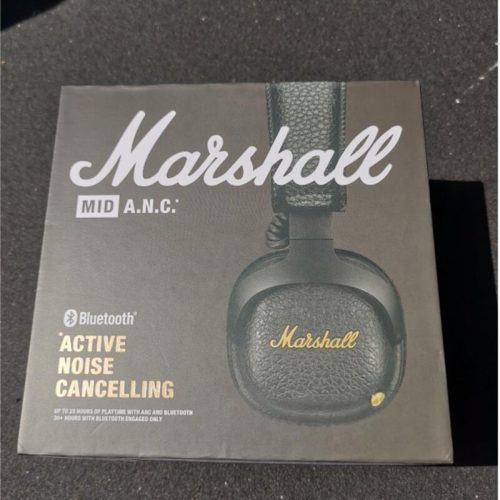 Marshall
MID A.N.C.*
Bluetooth®
*ACTIVE
NOISE
CANCELLING
UP TO 20 HOURS OF PLAYTIME WITH ANC AND BLUETOOTH
30+ HOURS WITH BLUETOOTH ENGAGED ONLY
Marshall